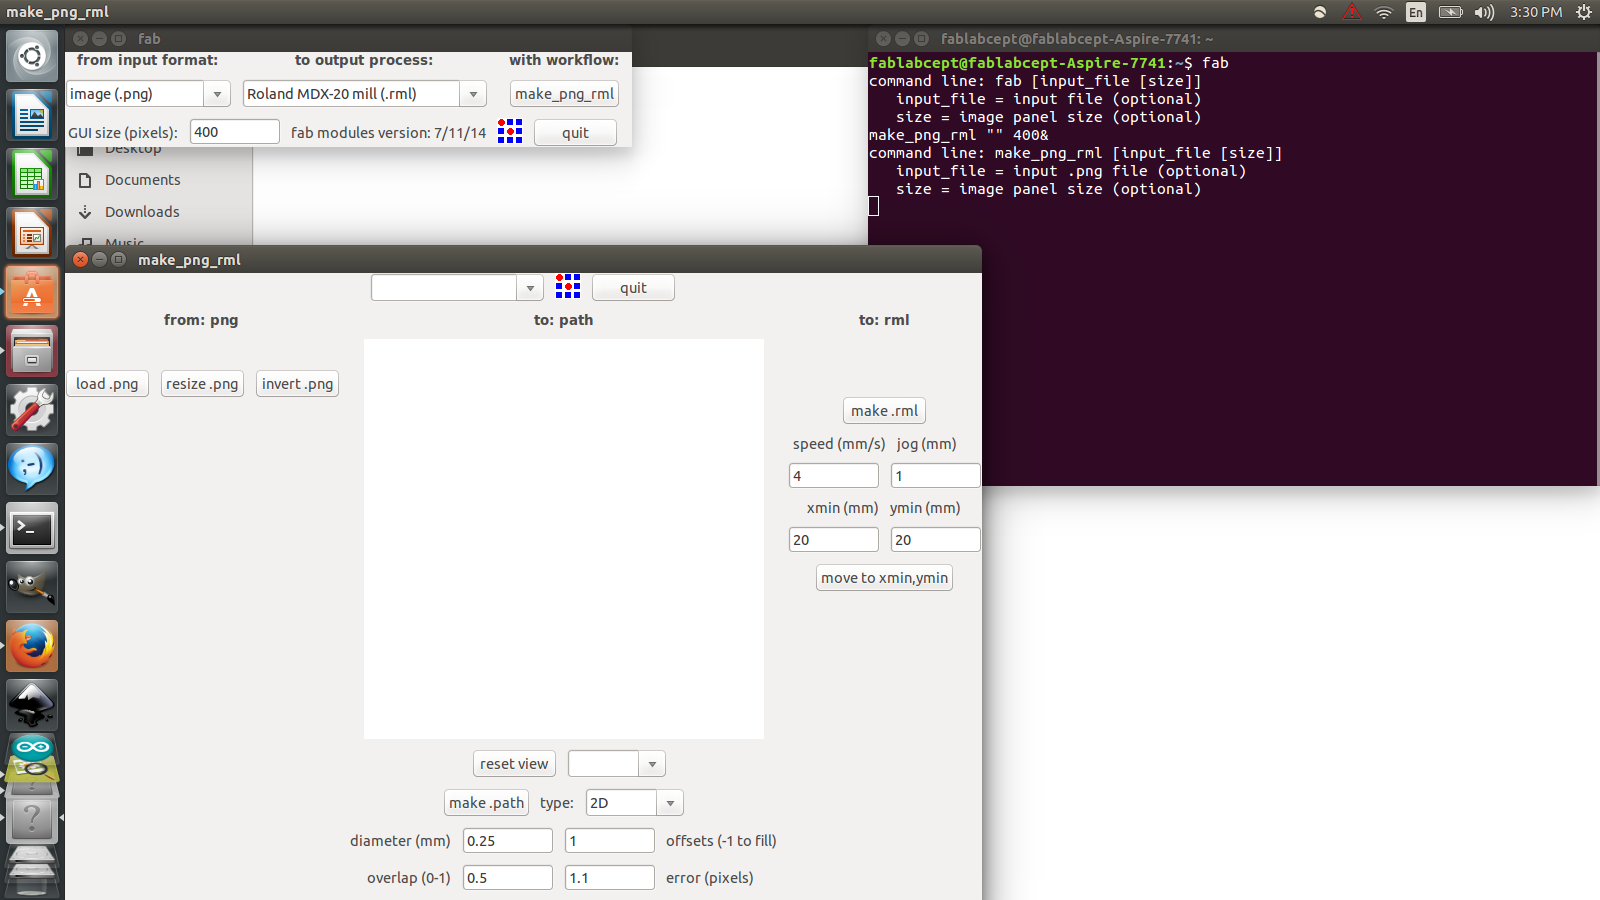 make_png_rml
En
3:30 PM
fab
from input format:
to output process:
with workflow:
image (.png)
Roland MDX-20 mill (.rml)
make_png_rml
GUI size (pixels):
400
fab modules version: 7/11/14
quit
Desktop
Documents
Downloads
Music
fablabcept@fablabcept-Aspire-7741: ~
fablabcept@fablabcept-Aspire-7741:~$ fab
command line: fab [input_file [size]]
input_file = input file (optional)
size = image panel size (optional)
make_png_rml "" 400&
command line: make_png_rml [input_file [size]]
input_file = input .png file (optional)
size = image panel size (optional)
make_png_rml
quit
from: png
to: path
to: rml
load .png
resize .png
invert .png
make .rml
speed (mm/s)
jog (mm)
4
1
xmin (mm)
ymin (mm)
20
20
move to xmin,ymin
reset view
make .path
type:
2D
diameter (mm)
0.25
1
offsets (-1 to fill)
overlap (0-1)
0.5
1.1
error (pixels)